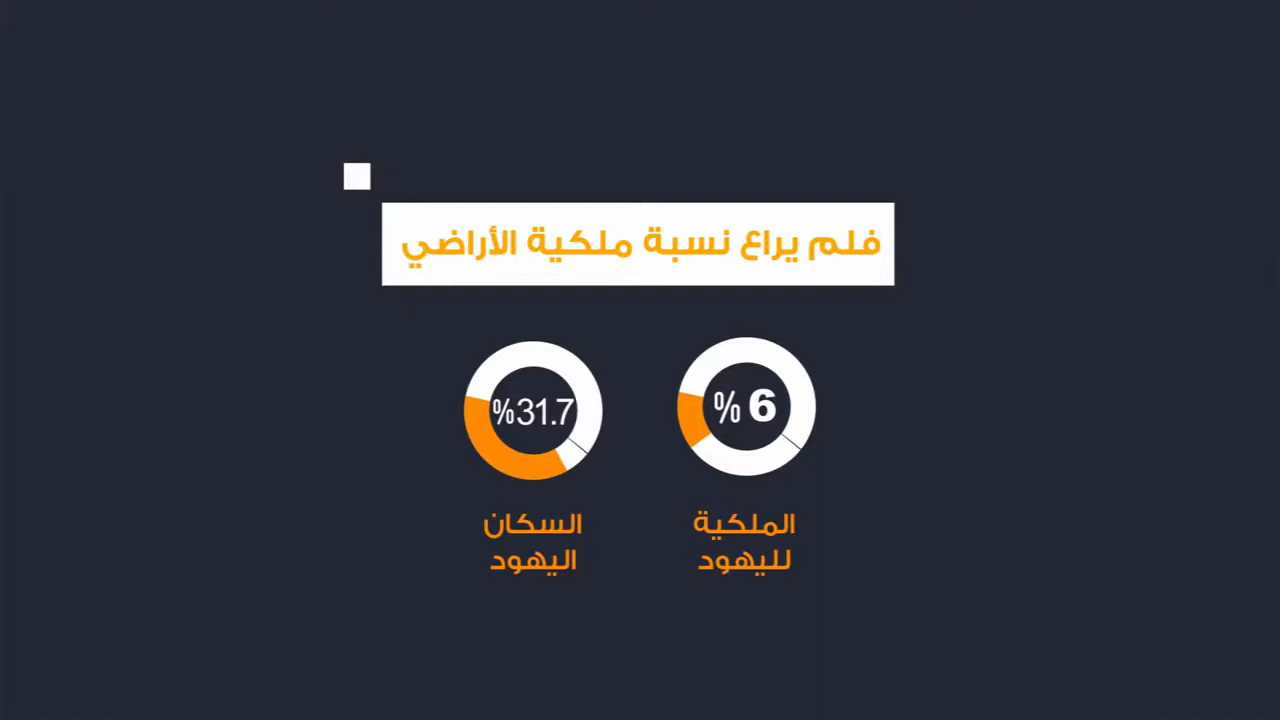 فلم يراع نسبة ملكية الأراضي
% 6
%31.7
الملكية
لليهود
السكان
اليهود